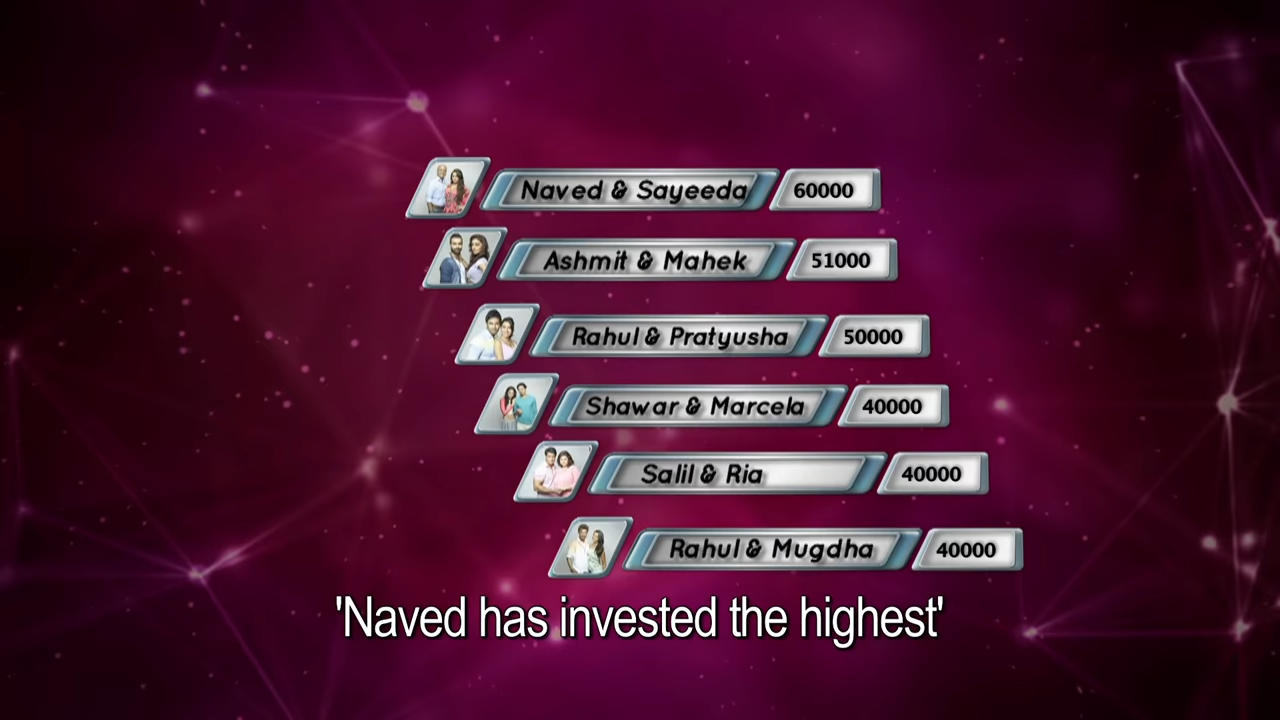 Naved & Sayeeda 60000
Ashmit & Mahek 51000
Rahul & Pratyusha 50000
Shawar & Marcela 40000
Salil & Ria 40000
Rahul & Mugdha 40000
'Naved has invested the highest'